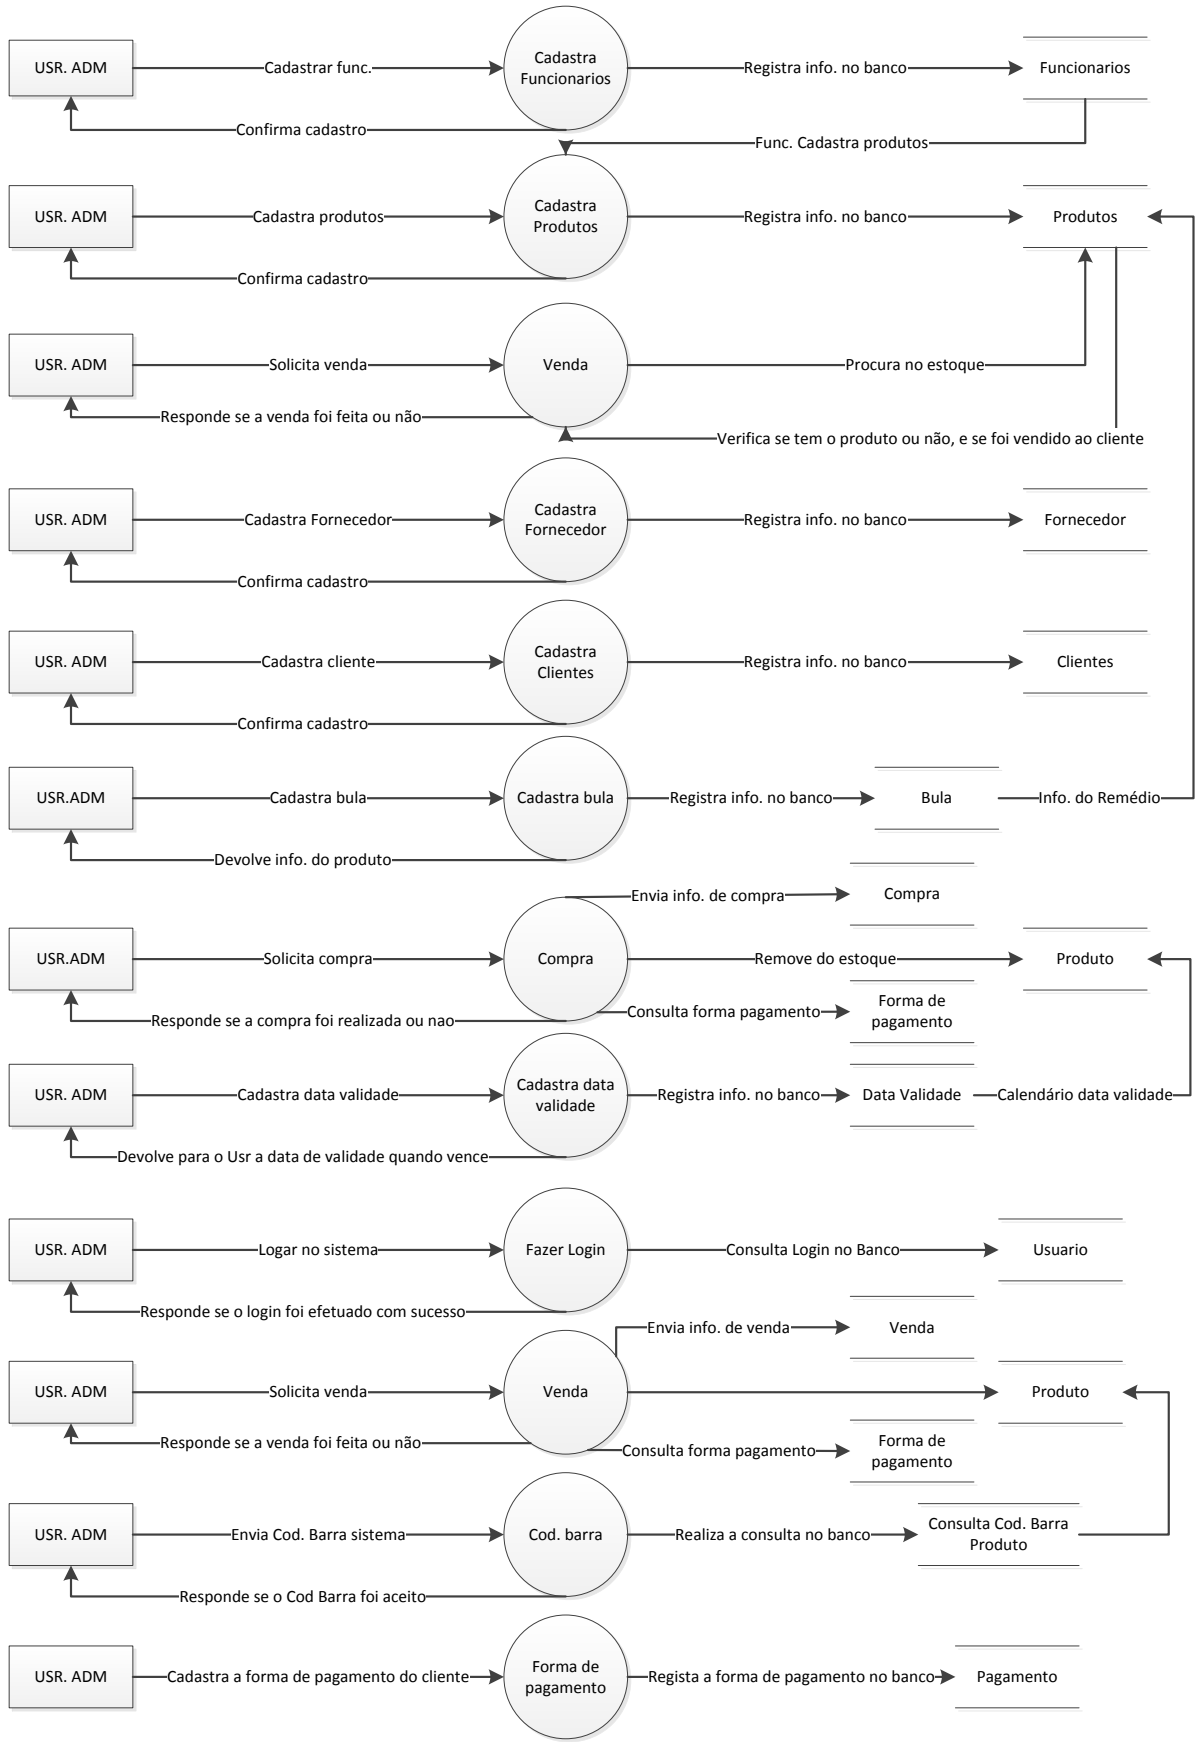 USR. ADM
Cadastrar func.
Cadastra
Funcionarios
Registra info. no banco
Funcionarios
Confirma cadastro
Func. Cadastra produtos
USR. ADM
Cadastra produtos
Cadastra
Produtos
Registra info. no banco
Produtos
Confirma cadastro
USR. ADM
Solicita venda
Venda
Procura no estoque
Responde se a venda foi feita ou não
Verifica se tem o produto ou não, e se foi vendido ao cliente
USR. ADM
Cadastra Fornecedor
Cadastra
Fornecedor
Registra info. no banco
Fornecedor
Confirma cadastro
USR. ADM
Cadastra cliente
Cadastra
Clientes
Registra info. no banco
Clientes
Confirma cadastro
USR.ADM
Cadastra bula
Cadastra bula
Registra info. no banco
Bula
Info. do Remédio
Devolve info. do produto
Envia info. de compra
Compra
USR.ADM
Solicita compra
Compra
Remove do estoque
Produto
Responde se a compra foi realizada ou nao
Consulta forma pagamento
Forma de
pagamento
USR. ADM
Cadastra data validade
Cadastra data
validade
Registra info. no banco
Data Validade
Calendário data validade
Devolve para o Usr a data de validade quando vence
USR. ADM
Logar no sistema
Fazer Login
Consulta Login no Banco
Usuario
Responde se o login foi efetuado com sucesso
Envia info. de venda
Venda
USR. ADM
Solicita venda
Venda
Produto
Responde se a venda foi feita ou não
Consulta forma pagamento
Forma de
pagamento
USR. ADM
Envia Cod. Barra sistema
Cod. barra
Realiza a consulta no banco
Consulta Cod. Barra
Produto
Responde se o Cod Barra foi aceito
USR. ADM
Cadastra a forma de pagamento do cliente
Forma de
pagamento
Regista a forma de pagamento no banco
Pagamento